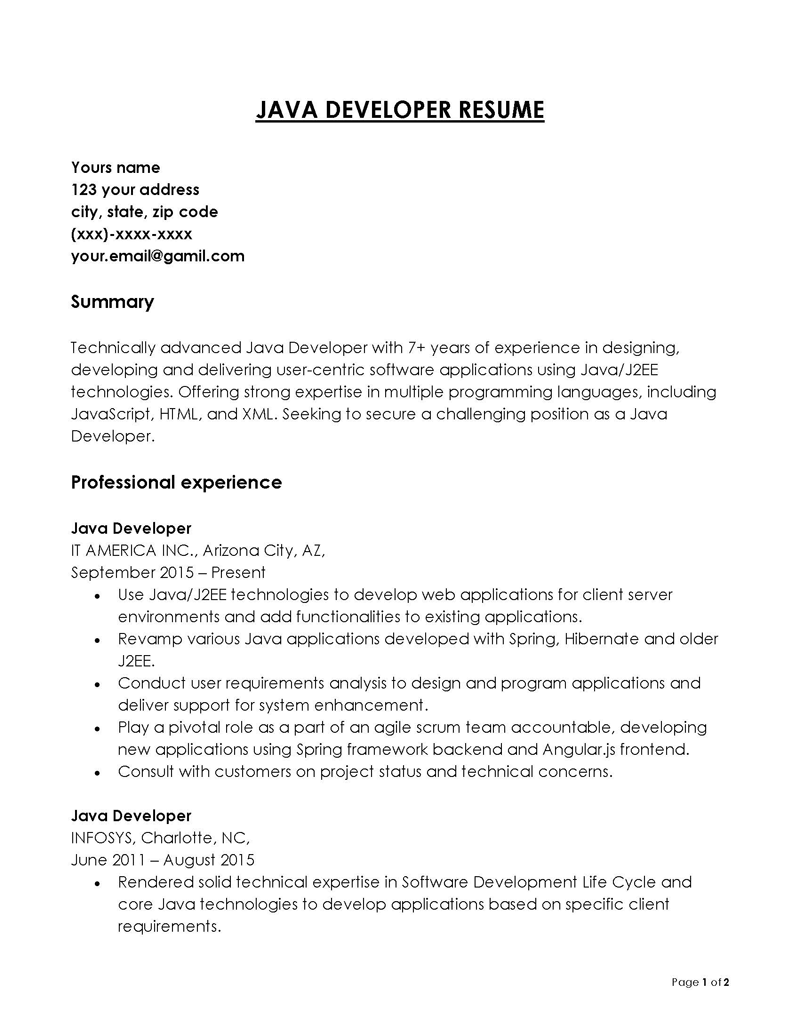 JAVA DEVELOPER RESUME
Yours name
123 your address
city, state, zip code
(xxx)-xxxx-xxxx
your.email@gamil.com
Summary
Technically advanced Java Developer with 7+ years of experience in designing,
developing and delivering user-centric software applications using Java/J2EE
technologies. Offering strong expertise in multiple programming languages, including
JavaScript, HTML, and XML. Seeking to secure a challenging position as a Java
Developer.
Professional experience
Java Developer
IT AMERICA INC., Arizona City, AZ,
September 2015 – Present
• Use Java/J2EE technologies to develop web applications for client server
environments and add functionalities to existing applications.
• Revamp various Java applications developed with Spring, Hibernate and older
J2EE.
• Conduct user requirements analysis to design and program applications and
deliver support for system enhancement.
• Play a pivotal role as a part of an agile scrum team accountable, developing
new applications using Spring framework backend and Angular.js frontend.
• Consult with customers on project status and technical concerns.
Java Developer
INFOSYS, Charlotte, NC,
June 2011 – August 2015
• Rendered solid technical expertise in Software Development Life Cycle and
core Java technologies to develop applications based on specific client
requirements.
Page 1 of 2